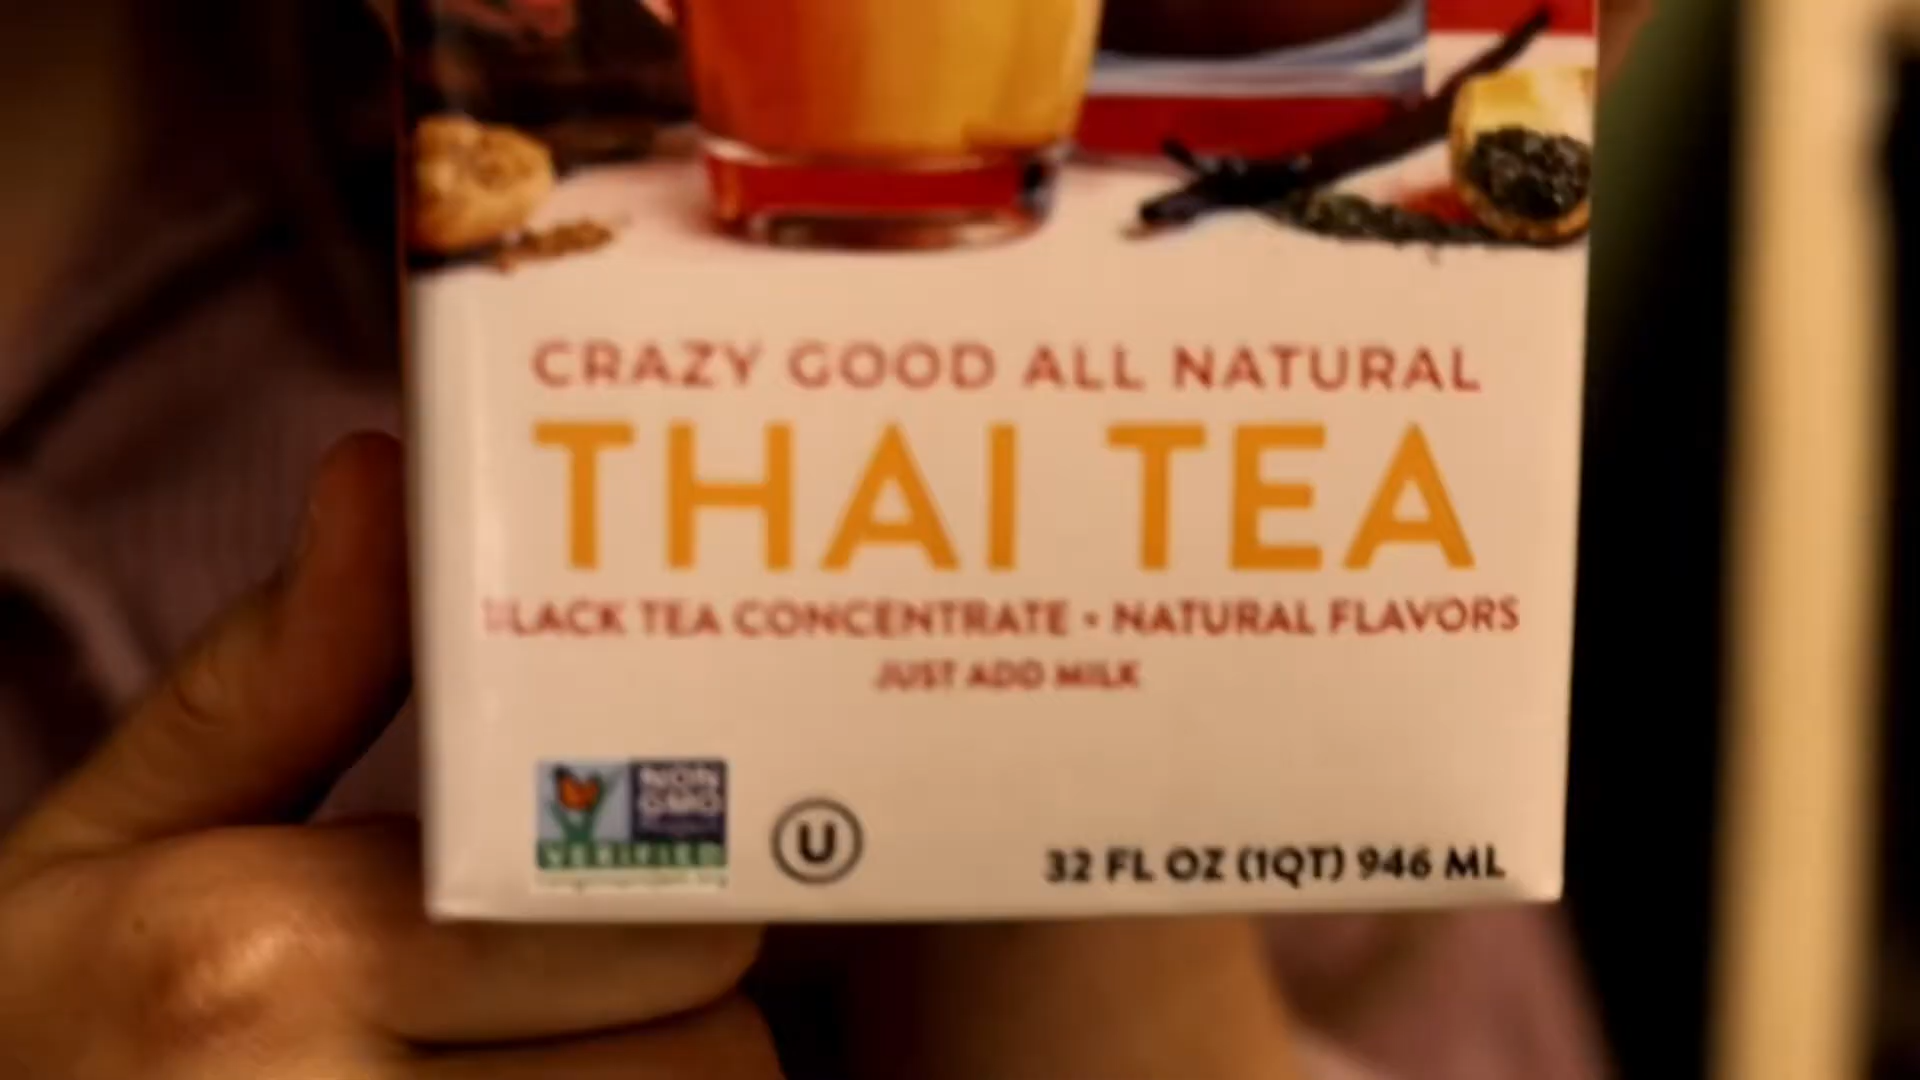 CRAZY GOOD ALL NATURAL
THAI TEA
BLACK TEA CONCENTRATE • NATURAL FLAVORS
JUST ADD MILK
NON
GMO
VERIFIED
U
32 FL OZ (1QT) 946 ML